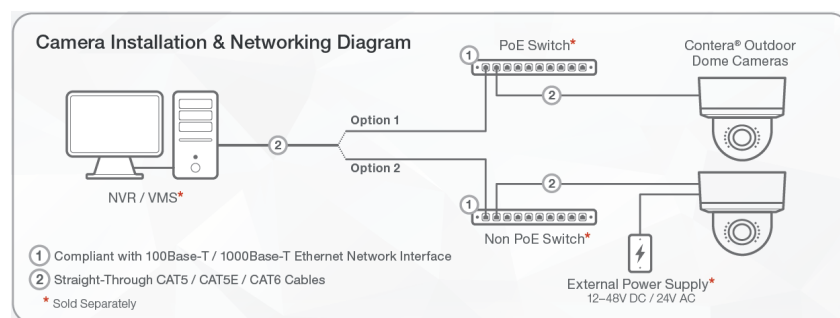 Camera Installation & Networking Diagram
PoE Switch*
Contera® Outdoor
Dome Cameras
1
2
Option 1
2
Option 2
NVR / VMS*
2
1
Non PoE Switch*
1 Compliant with 100Base-T / 1000Base-T Ethernet Network Interface
2 Straight-Through CAT5 / CAT5E / CAT6 Cables
* Sold Separately
External Power Supply*
12–48V DC / 24V AC